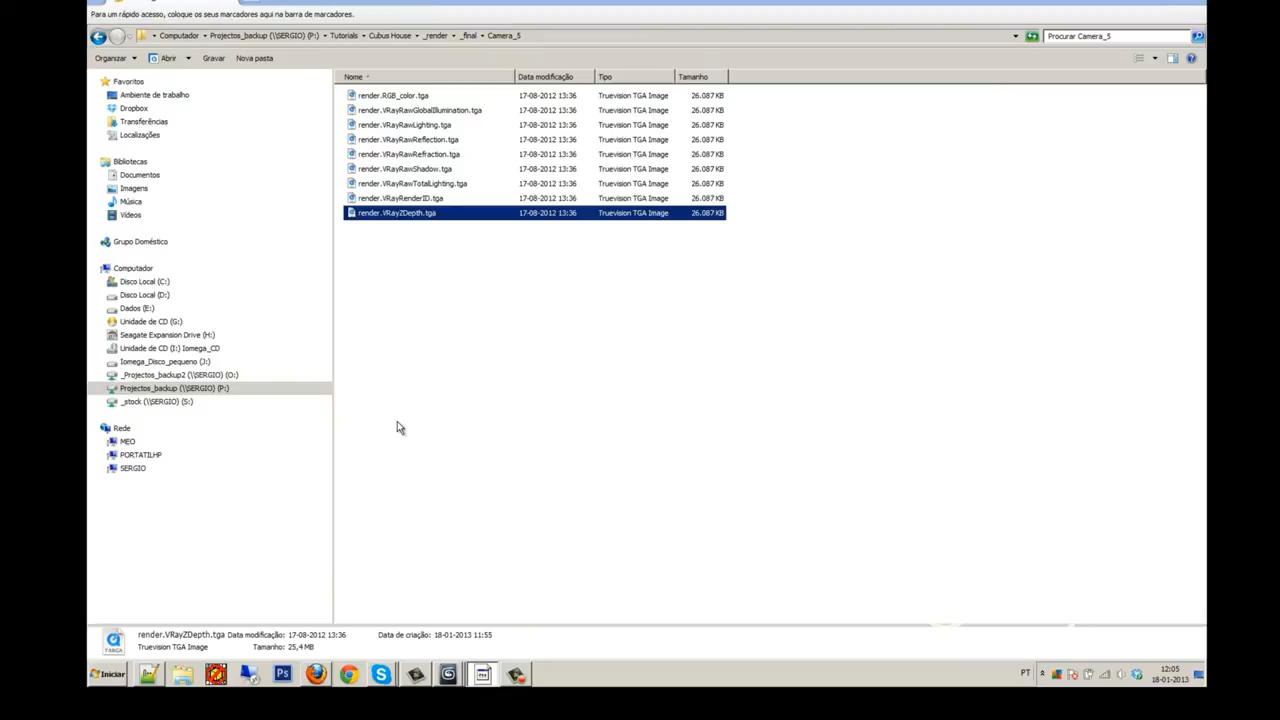 Para um rápido acesso, coloque os seus marcadores aqui na barra de marcadores.
Computador Projectos_backup (\\SERGIO) (P:) Tutorials Cubus House _render _final Camera_5 Procurar Camera_5
Organizar Abrir Gravar Nova pasta
Nome Data modificação Tipo Tamanho
Favoritos
Ambiente de trabalho
Dropbox
Transferências
Localizações
Bibliotecas
Documentos
Imagens
Música
Vídeos
Grupo Doméstico
Computador
Disco Local (C:)
Disco Local (D:)
Dados (E:)
Unidade de CD (G:)
Seagate Expansion Drive (H:)
Unidade de CD (I:) Iomega_CD
Iomega_Disco_pequeno (J:)
_Projectos_backup2 (\\SERGIO) (O:)
Projectos_backup (\\SERGIO) (P:)
_stock (\\SERGIO) (S:)
Rede
MEO
PORTATILHP
SERGIO
render.RGB_color.tga 17-08-2012 13:36 Truevision TGA Image 26.087 KB
render.VRayRawGlobalIllumination.tga 17-08-2012 13:36 Truevision TGA Image 26.087 KB
render.VRayRawLighting.tga 17-08-2012 13:36 Truevision TGA Image 26.087 KB
render.VRayRawReflection.tga 17-08-2012 13:36 Truevision TGA Image 26.087 KB
render.VRayRawRefraction.tga 17-08-2012 13:36 Truevision TGA Image 26.087 KB
render.VRayRawShadow.tga 17-08-2012 13:36 Truevision TGA Image 26.087 KB
render.VRayRawTotalLighting.tga 17-08-2012 13:36 Truevision TGA Image 26.087 KB
render.VRayRenderID.tga 17-08-2012 13:36 Truevision TGA Image 26.087 KB
render.VRayZDepth.tga 17-08-2012 13:36 Truevision TGA Image 26.087 KB
render.VRayZDepth.tga Data modificação: 17-08-2012 13:36 Data de criação: 18-01-2013 11:55
Truevision TGA Image Tamanho: 25,4 MB
TARGA
Iniciar Ps PT 12:05
18-01-2013